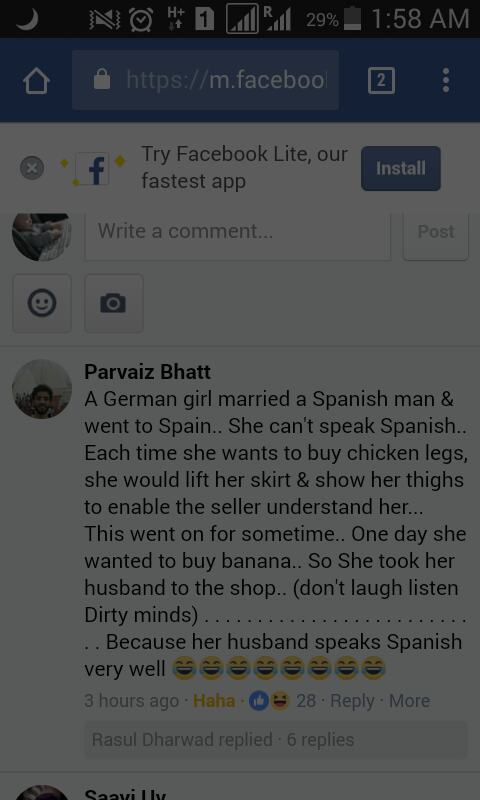 H+ 1 R 29% 1:58 AM
https://m.faceboo 2
Try Facebook Lite, our
fastest app
Install
Write a comment...
Post
Parvaiz Bhatt
A German girl married a Spanish man &
went to Spain.. She can't speak Spanish..
Each time she wants to buy chicken legs,
she would lift her skirt & show her thighs
to enable the seller understand her...
This went on for sometime.. One day she
wanted to buy banana.. So She took her
husband to the shop.. (don't laugh listen
Dirty minds) . . . . . . . . . . . . . . . . . . . . . . . . .
. . Because her husband speaks Spanish
very well 😂😂😂😂😂😂😂😂
3 hours ago · Haha · 28 · Reply · More
Rasul Dharwad replied · 6 replies
Saavi Uv